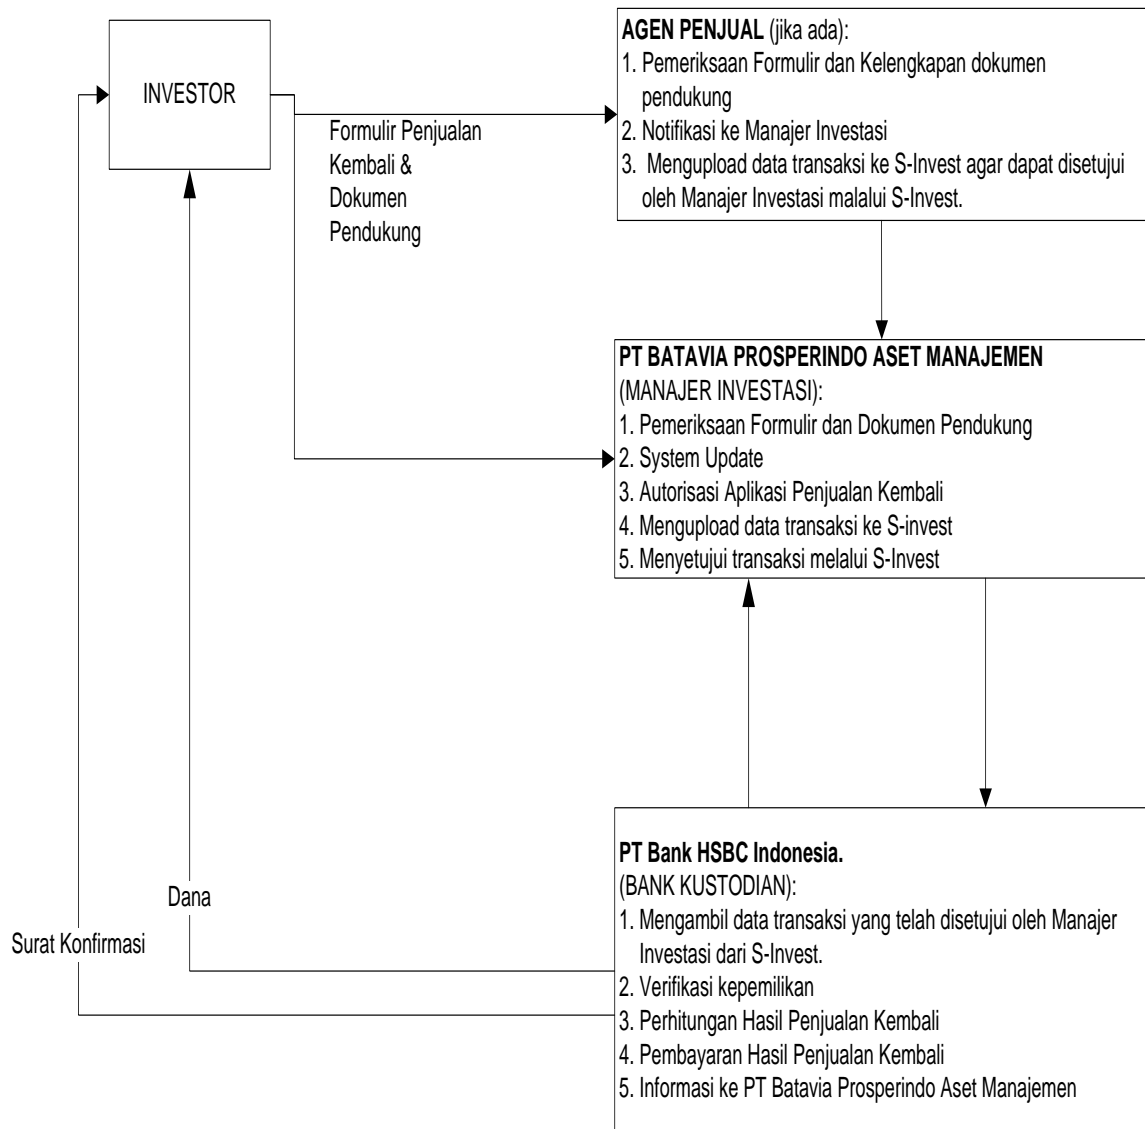 INVESTOR
Formulir Penjualan
Kembali &
Dokumen
Pendukung
AGEN PENJUAL (jika ada):
1. Pemeriksaan Formulir dan Kelengkapan dokumen
pendukung
2. Notifikasi ke Manajer Investasi
3. Mengupload data transaksi ke S-Invest agar dapat disetujui
oleh Manajer Investasi malalui S-Invest.
PT BATAVIA PROSPERINDO ASET MANAJEMEN
(MANAJER INVESTASI):
1. Pemeriksaan Formulir dan Dokumen Pendukung
2. System Update
3. Autorisasi Aplikasi Penjualan Kembali
4. Mengupload data transaksi ke S-invest
5. Menyetujui transaksi melalui S-Invest
PT Bank HSBC Indonesia.
(BANK KUSTODIAN):
1. Mengambil data transaksi yang telah disetujui oleh Manajer
Investasi dari S-Invest.
2. Verifikasi kepemilikan
3. Perhitungan Hasil Penjualan Kembali
4. Pembayaran Hasil Penjualan Kembali
5. Informasi ke PT Batavia Prosperindo Aset Manajemen
Dana
Surat Konfirmasi